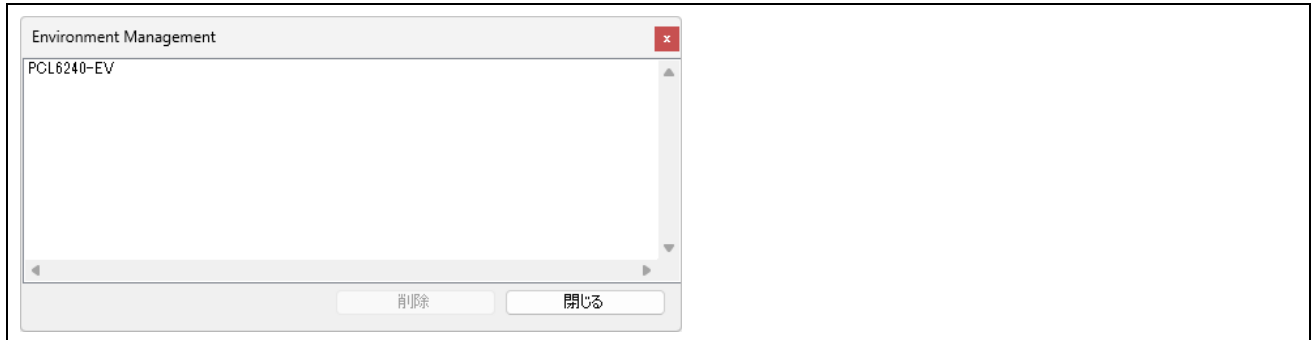 Environment Management
x
PCL6240-EV
削除
閉じる